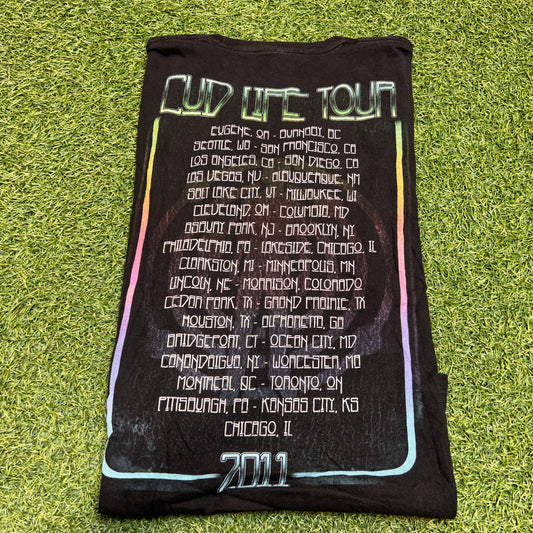 CUD LIFE TOUR
EUGENE, OR - BURNABY, BC
SEATTLE, WA - SAN FRANCISCO, CA
LOS ANGELES, CA - SAN DIEGO, CA
LAS VEGAS, NV - ALBUQUERQUE, NM
SALT LAKE CITY, UT - MILWAUKEE, WI
CLEVELAND, OH - COLUMBIA, MD
ASBURY PARK, NJ - BROOKLYN, NY
PHILADELPHIA, PA - LAKESIDE, CHICAGO, IL
CLARKSTON, MI - MINNEAPOLIS, MN
LINCOLN, NE - MORRISON, COLORADO
CEDAR PARK, TX - GRAND PRAIRIE, TX
HOUSTON, TX - ALPHARETTA, GA
BRIDGEPORT, CT - OCEAN CITY, MD
CANANDAIGUA, NY - WORCESTER, MA
MONTREAL, QC - TORONTO, ON
PITTSBURGH, PA - KANSAS CITY, KS
CHICAGO, IL
2011